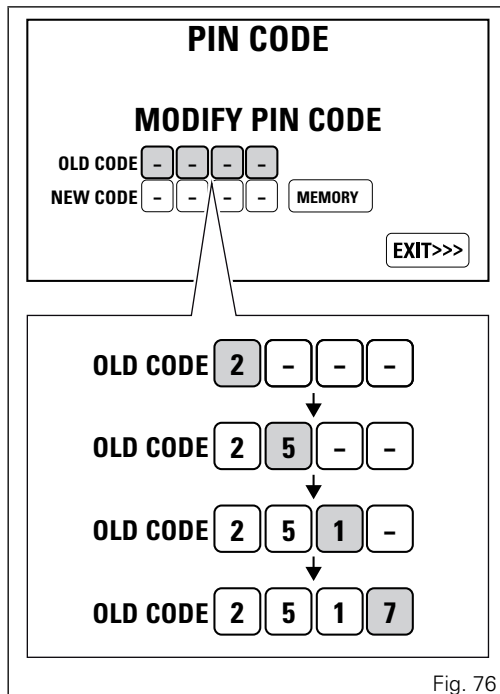 PIN CODE
MODIFY PIN CODE
OLD CODE - - - -
NEW CODE - - - - MEMORY
EXIT>>>
OLD CODE 2 - - -
OLD CODE 2 5 - -
OLD CODE 2 5 1 -
OLD CODE 2 5 1 7
Fig. 76